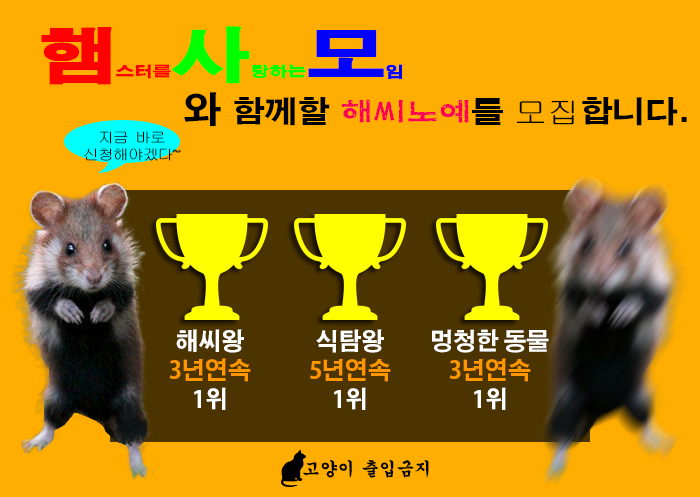 햄스터를사랑하는모임
와 함께할 해씨노예들 모집합니다.
지금 바로
신청해야겠다~
해씨왕
3년연속
1위
식탐왕
5년연속
1위
멍청한 동물
3년연속
1위
고양이 출입금지